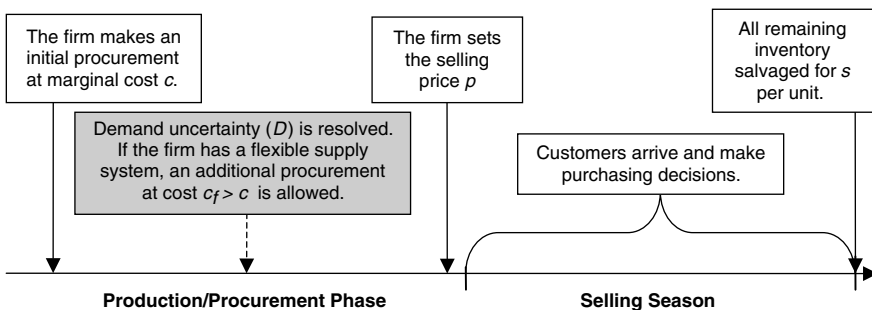 The firm makes an
initial procurement
at marginal cost c.
Demand uncertainty (D) is resolved.
If the firm has a flexible supply
system, an additional procurement
at cost cf > c is allowed.
The firm sets
the selling
price p
Customers arrive and make
purchasing decisions.
All remaining
inventory
salvaged for s
per unit.
Production/Procurement Phase
Selling Season